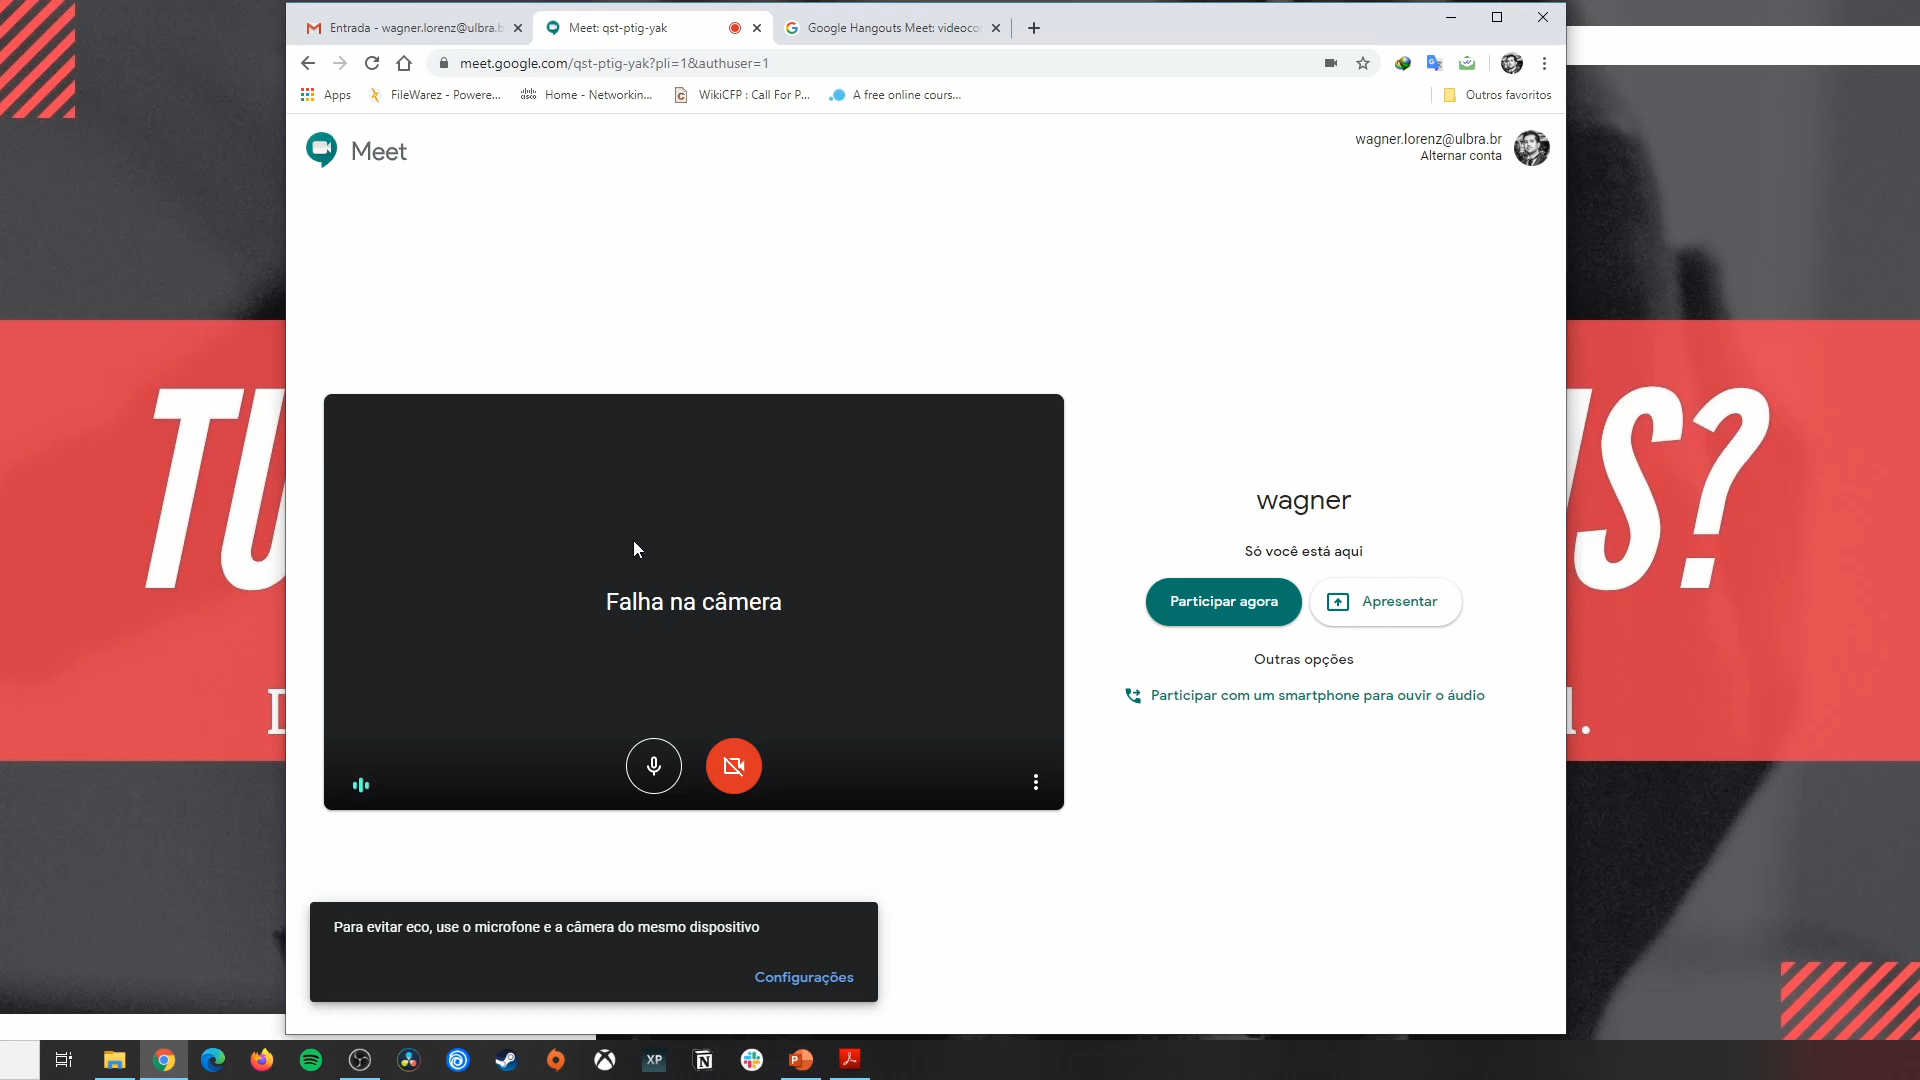 Entrada - wagner.lorenz@ulbra.b
Meet: qst-ptig-yak
Google Hangouts Meet: videoco
meet.google.com/qst-ptig-yak?pli=1&authuser=1
Apps
FileWarez - Powere...
Home - Networkin...
WikiCFP : Call For P...
A free online cours...
Outros favoritos
Meet
wagner.lorenz@ulbra.br
Alternar conta
TU
S?
Falha na câmera
wagner
Só você está aqui
Participar agora
Apresentar
Outras opções
Participar com um smartphone para ouvir o áudio
Para evitar eco, use o microfone e a câmera do mesmo dispositivo
Configurações
XP